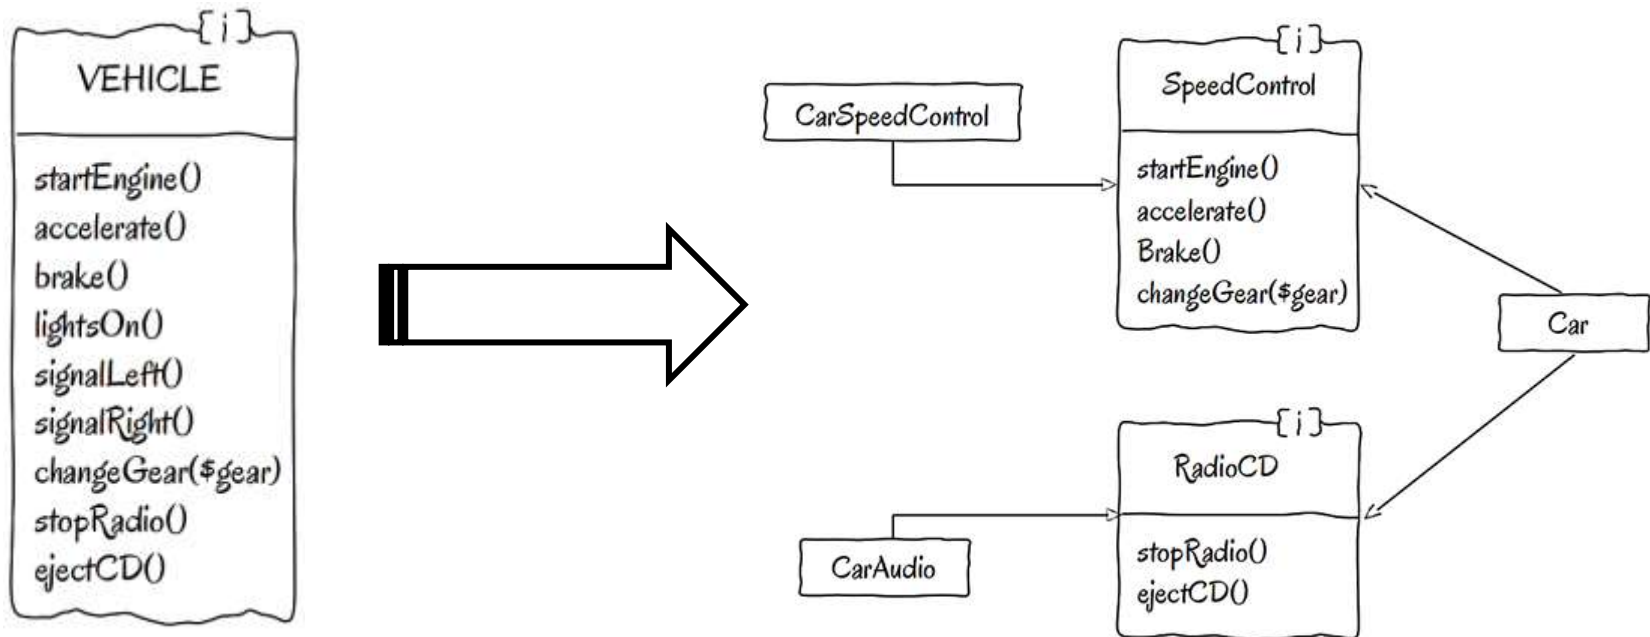 [i]
VEHICLE
startEngine()
accelerate()
brake()
lightsOn()
signalLeft()
signalRight()
changeGear($gear)
stopRadio()
ejectCD()
CarSpeedControl
[i]
SpeedControl
startEngine()
accelerate()
Brake()
changeGear($gear)
Car
[i]
RadioCD
stopRadio()
ejectCD()
CarAudio